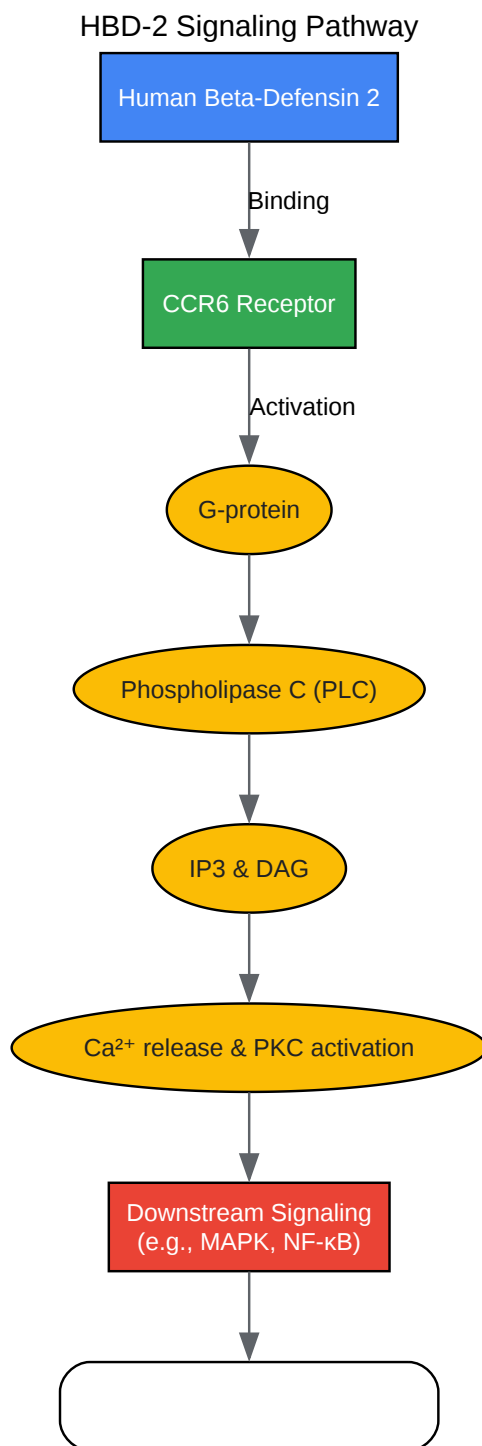 HBD-2 Signaling Pathway
Human Beta-Defensin 2
Binding
CCR6 Receptor
Activation
G-protein
Phospholipase C (PLC)
IP3 & DAG
Ca²⁺ release & PKC activation
Downstream Signaling
(e.g., MAPK, NF-κB)